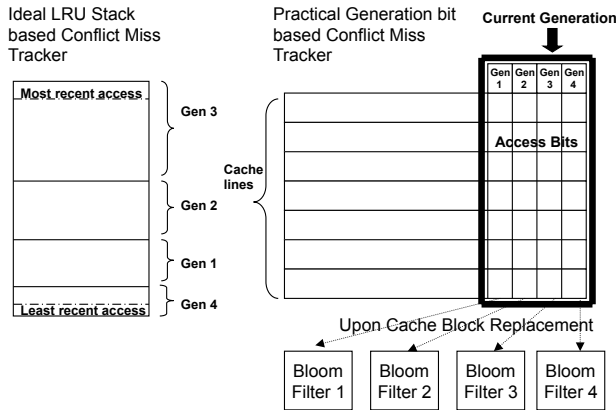 Ideal LRU Stack
based Conflict Miss
Tracker
Practical Generation bit
based Conflict Miss
Tracker
Current Generation
Most recent access
Gen 3
Gen 2
Gen 1
Gen 4
Least recent access
Cache
lines
Gen
1
Gen
2
Gen
3
Gen
4
Access Bits
Upon Cache Block Replacement
Bloom
Filter 1
Bloom
Filter 2
Bloom
Filter 3
Bloom
Filter 4